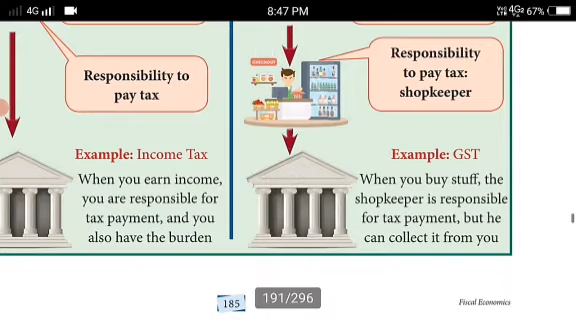 4G
8:47 PM
4G 67%
Responsibility to
pay tax
Example: Income Tax
When you earn income,
you are responsible for
tax payment, and you
also have the burden
CHECKOUT
Responsibility
to pay tax:
shopkeeper
Example: GST
When you buy stuff, the
shopkeeper is responsible
for tax payment, but he
can collect it from you
185
191/296
Fiscal Economics